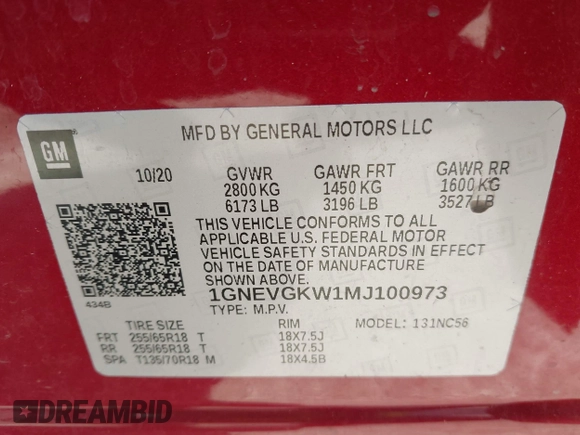 GM
MFD BY GENERAL MOTORS LLC
10/20 GVWR GAWR FRT GAWR RR
2800 KG 1450 KG 1600 KG
6173 LB 3196 LB 3527 LB
THIS VEHICLE CONFORMS TO ALL
APPLICABLE U.S. FEDERAL MOTOR
VEHICLE SAFETY STANDARDS IN EFFECT
ON THE DATE OF MANUFACTURE
SHOWN ABOVE.
434B 1GNEVGKW1MJ100973
TYPE: M.P.V.
TIRE SIZE RIM MODEL: 131NC56
FRT 255/65R18 T 18X7.5J
RR 255/65R18 T 18X7.5J
SPA T135/70R18 M 18X4.5B
DREAMBID